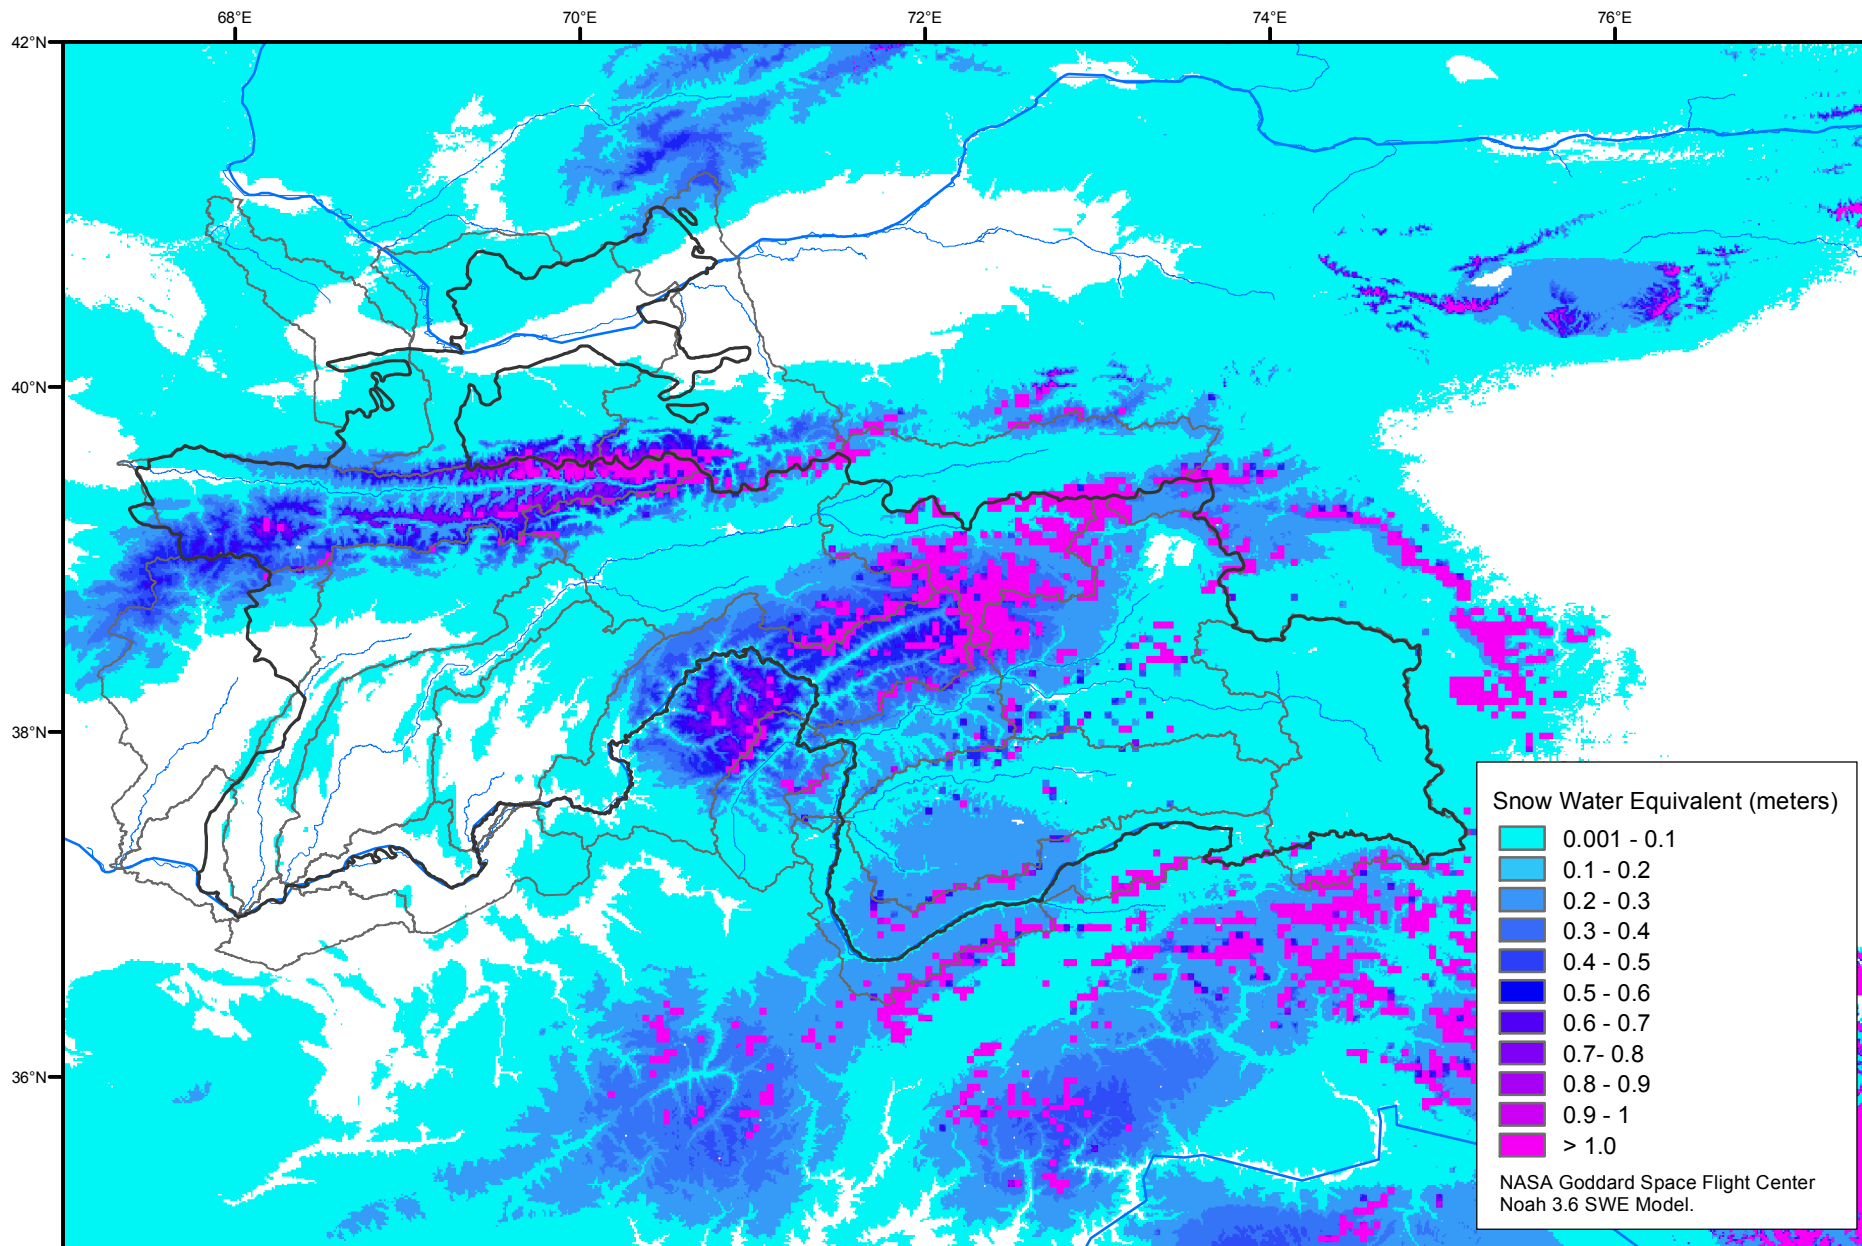 68°E
70°E
72°E
74°E
76°E
42°N
40°N
38°N
36°N
Snow Water Equivalent (meters)
0.001 - 0.1
0.1 - 0.2
0.2 - 0.3
0.3 - 0.4
0.4 - 0.5
0.5 - 0.6
0.6 - 0.7
0.7- 0.8
0.8 - 0.9
0.9 - 1
> 1.0
NASA Goddard Space Flight Center
Noah 3.6 SWE Model.